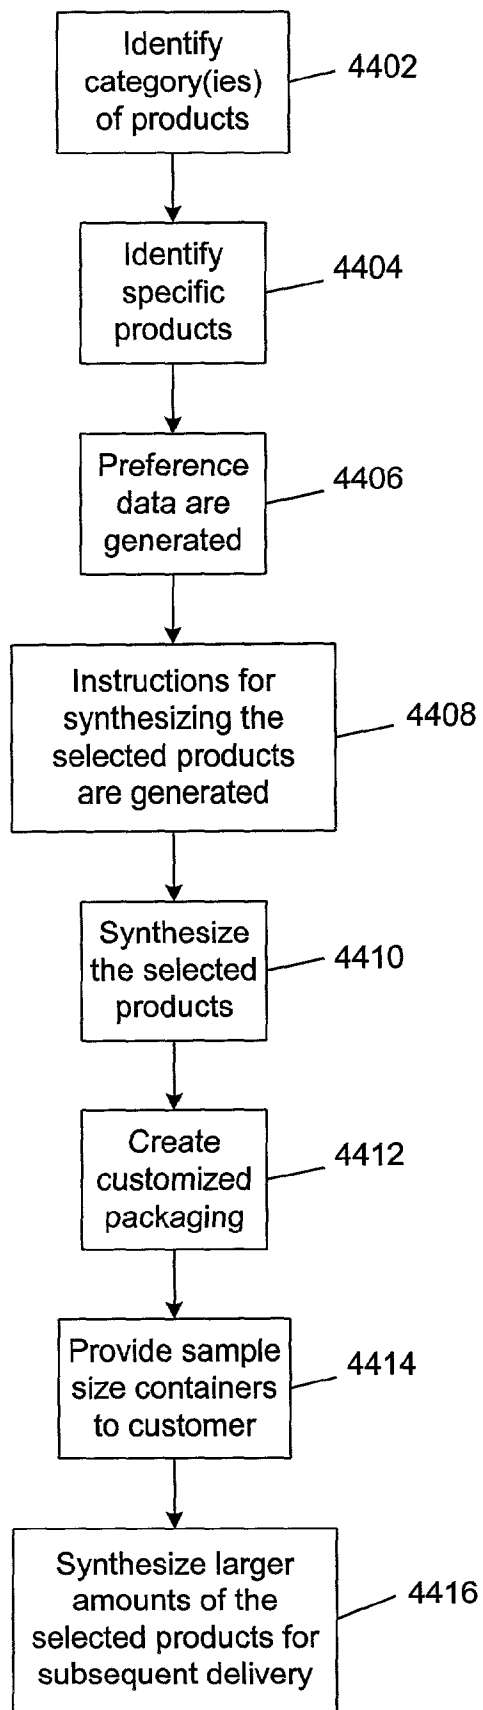 Identify
category(ies)
of products
4402
Identify
specific
products
4404
Preference
data are
generated
4406
Instructions for
synthesizing the
selected products
are generated
4408
Synthesize
the selected
products
4410
Create
customized
packaging
4412
Provide sample
size containers
to customer
4414
Synthesize larger
amounts of the
selected products for
subsequent delivery
4416